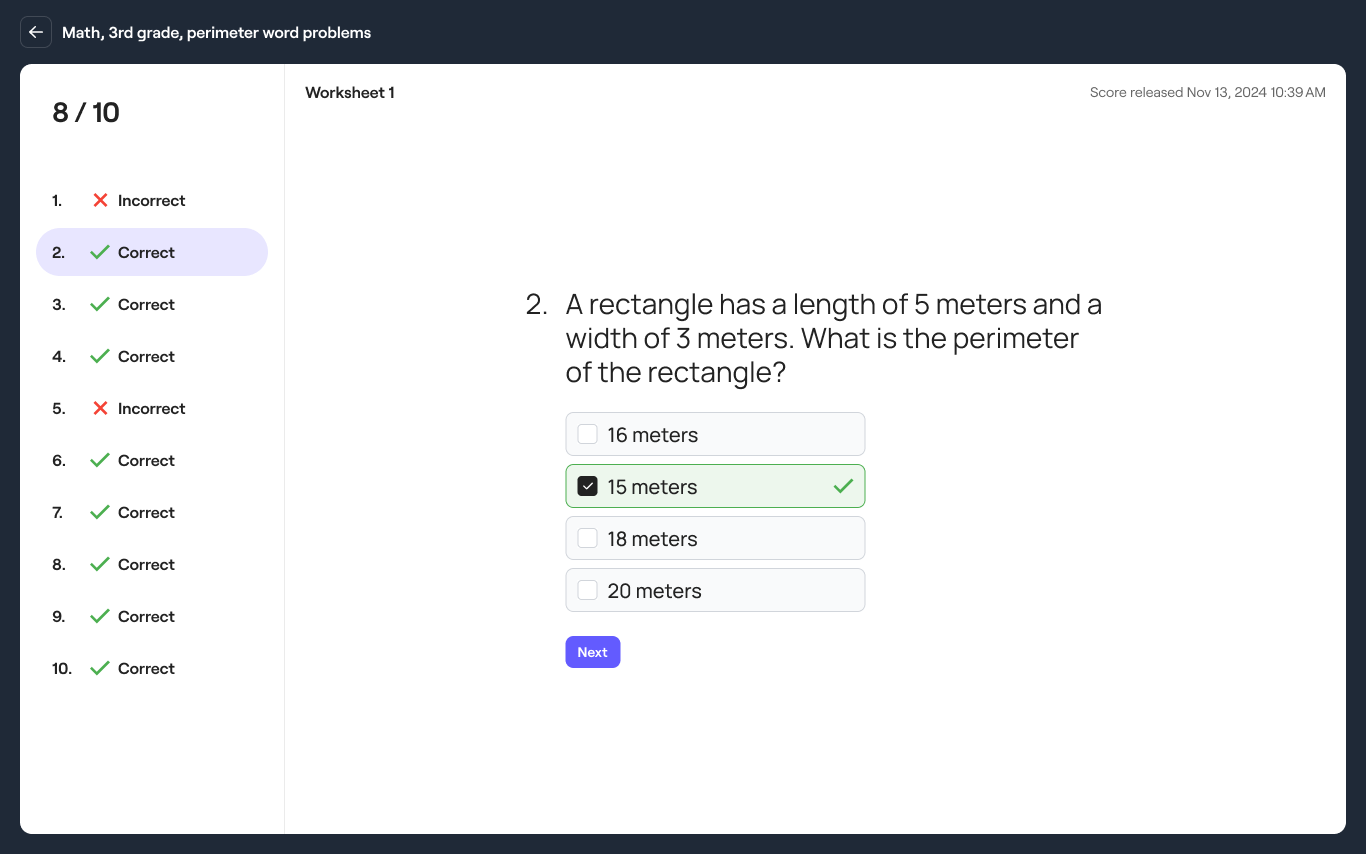 Math, 3rd grade, perimeter word problems
8 / 10
1. Incorrect
2. Correct
3. Correct
4. Correct
5. Incorrect
6. Correct
7. Correct
8. Correct
9. Correct
10. Correct
Worksheet 1
Score released Nov 13, 2024 10:39 AM
2. A rectangle has a length of 5 meters and a
width of 3 meters. What is the perimeter
of the rectangle?
16 meters
15 meters
18 meters
20 meters
Next